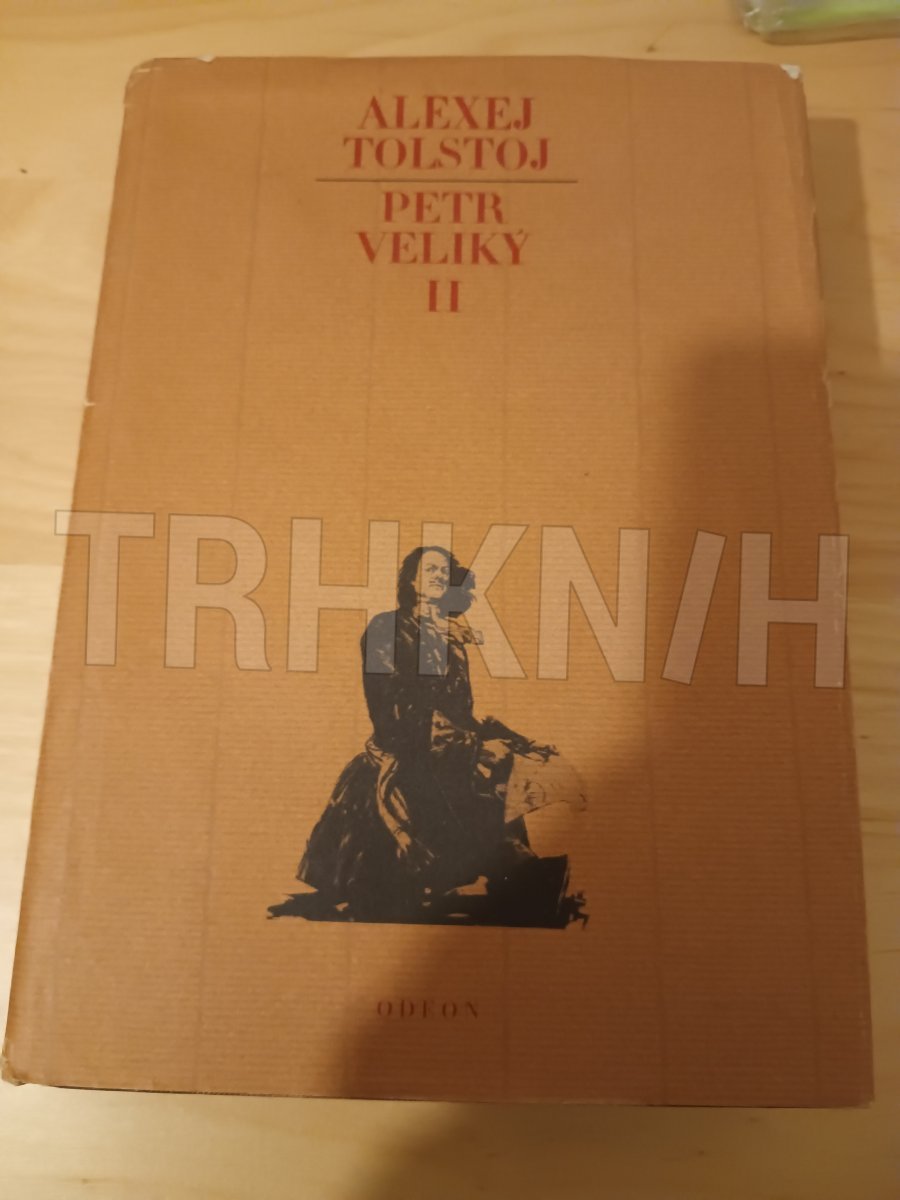 ALEXEJ
TOLSTOJ
PETR
VELIKÝ
II
TRHKNIH
ODEON